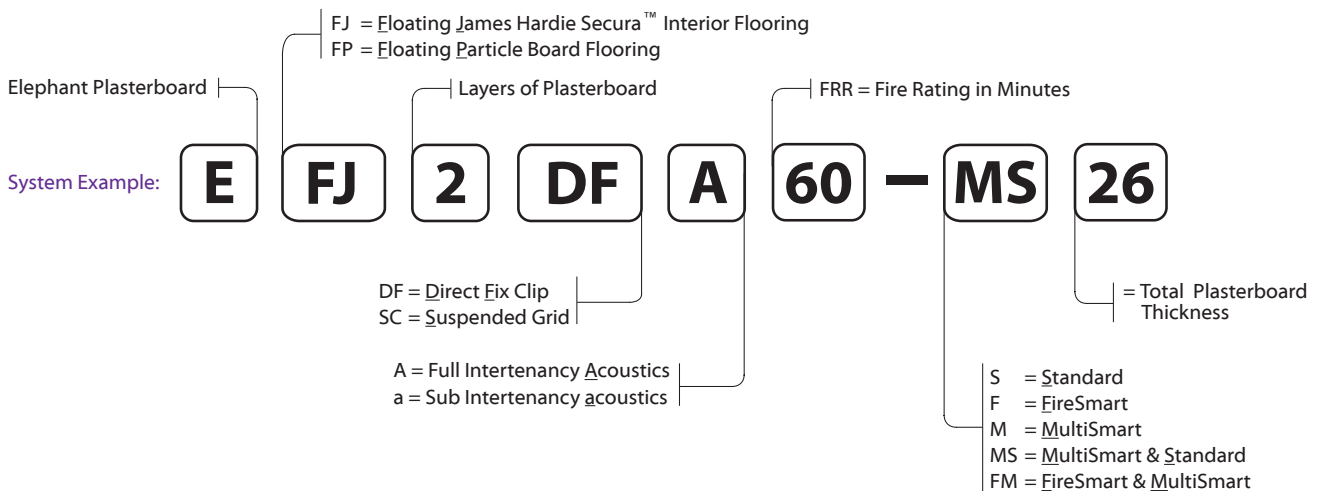 FJ = Floating James Hardie Secura™ Interior Flooring
FP = Floating Particle Board Flooring
Elephant Plasterboard
Layers of Plasterboard
FRR = Fire Rating in Minutes
System Example: E FJ 2 DF A 60 – MS 26
DF = Direct Fix Clip
SC = Suspended Grid
= Total Plasterboard
Thickness
A = Full Intertenancy Acoustics
a = Sub Intertenancy acoustics
S = Standard
F = FireSmart
M = MultiSmart
MS = MultiSmart & Standard
FM = FireSmart & MultiSmart